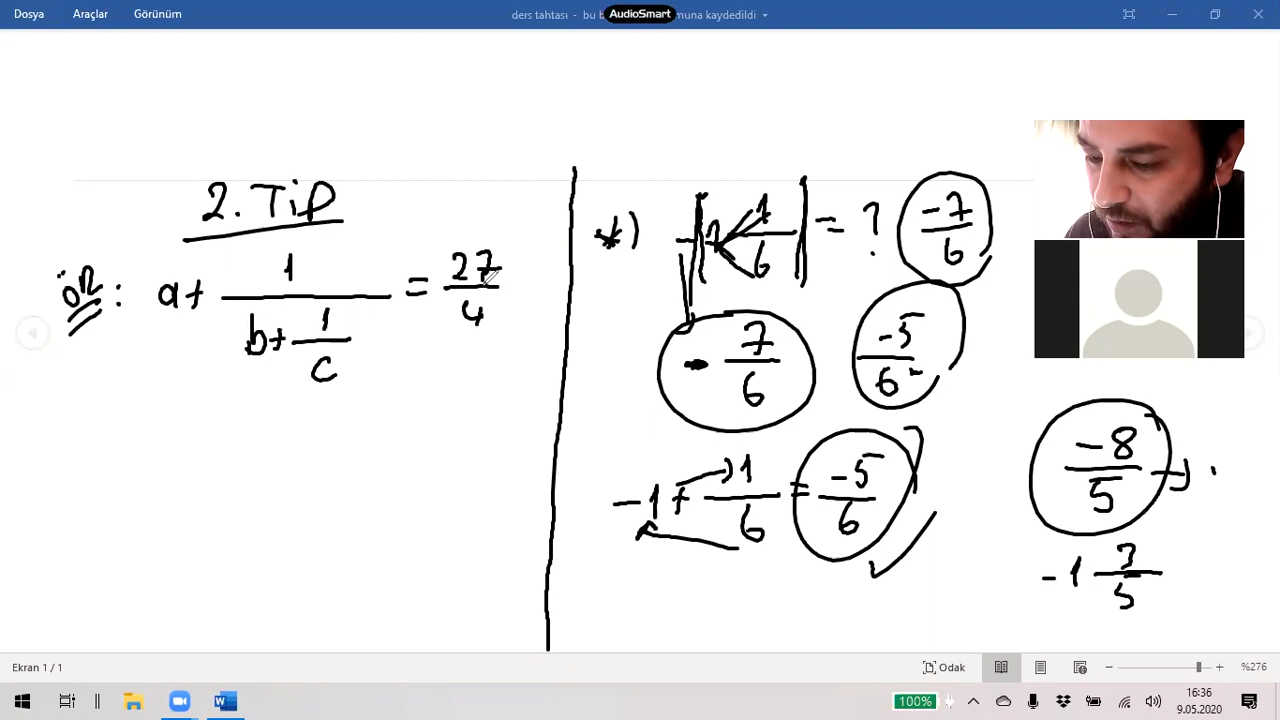 Dosya Araçlar Görünüm
ders tahtası - bu b
AudioSmart
muna kaydedildi
2. TiP
ÖR: a + 1 / (b + 1/c) = 27/4
*) -|1 1/6| = ? -7/6
- 7/6
-5/6
-1 + 1/6 = -5/6
-8/5 →
-1 3/5
Ekran 1 / 1
Odak
%276
100%
16:36
9.05.2020